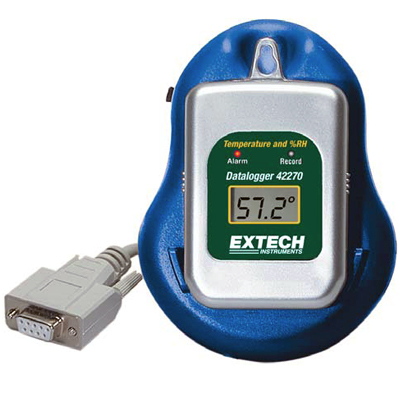 Temperature and %RH
Alarm Record
Datalogger 42270
57.2°
EXTECH
INSTRUMENTS